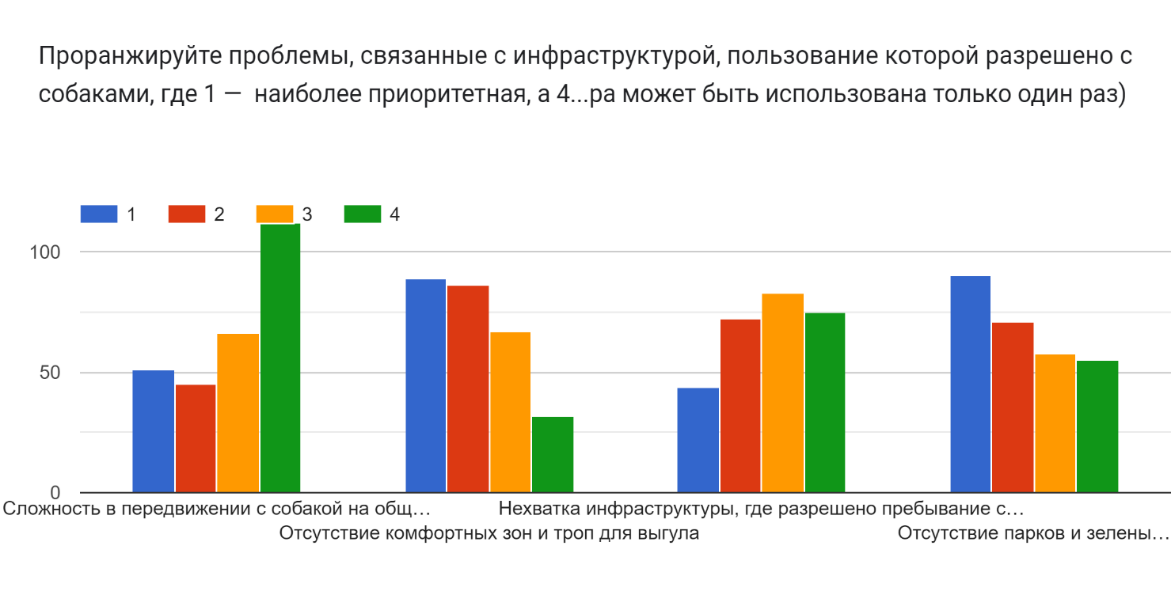 Проранжируйте проблемы, связанные с инфраструктурой, пользование которой разрешено с
собаками, где 1 — наиболее приоритетная, а 4...ра может быть использована только один раз)
1 2 3 4
100
50
0
Сложность в передвижении с собакой на общ…
Отсутствие комфортных зон и троп для выгула
Нехватка инфраструктуры, где разрешено пребывание с…
Отсутствие парков и зелены…